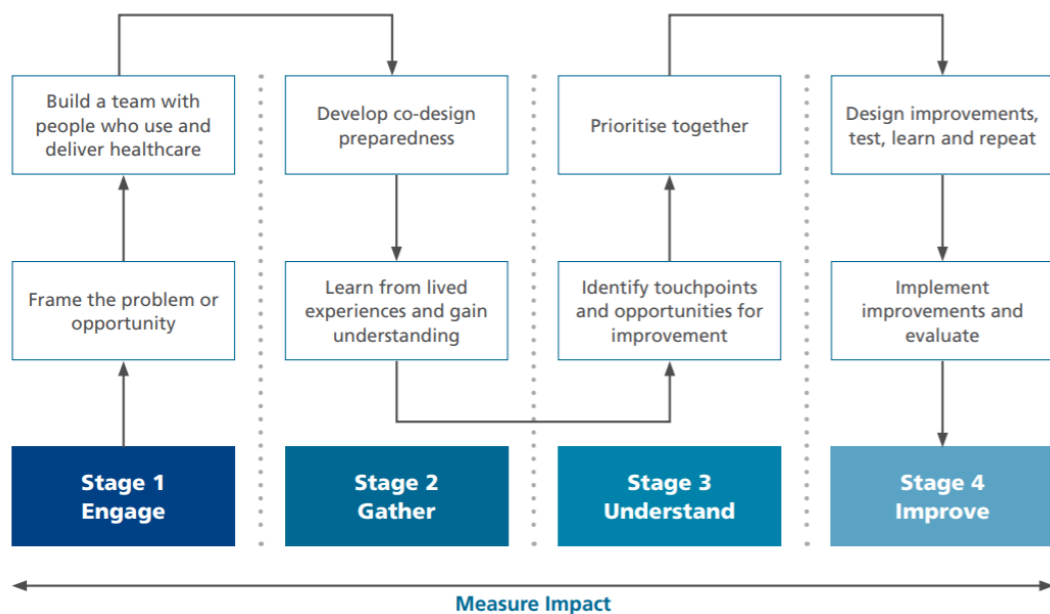 Build a team with
people who use and
deliver healthcare
Develop co-design
preparedness
Prioritise together
Design improvements,
test, learn and repeat
Frame the problem or
opportunity
Learn from lived
experiences and gain
understanding
Identify touchpoints
and opportunities for
improvement
Implement
improvements and
evaluate
Stage 1
Engage
Stage 2
Gather
Stage 3
Understand
Stage 4
Improve
Measure Impact